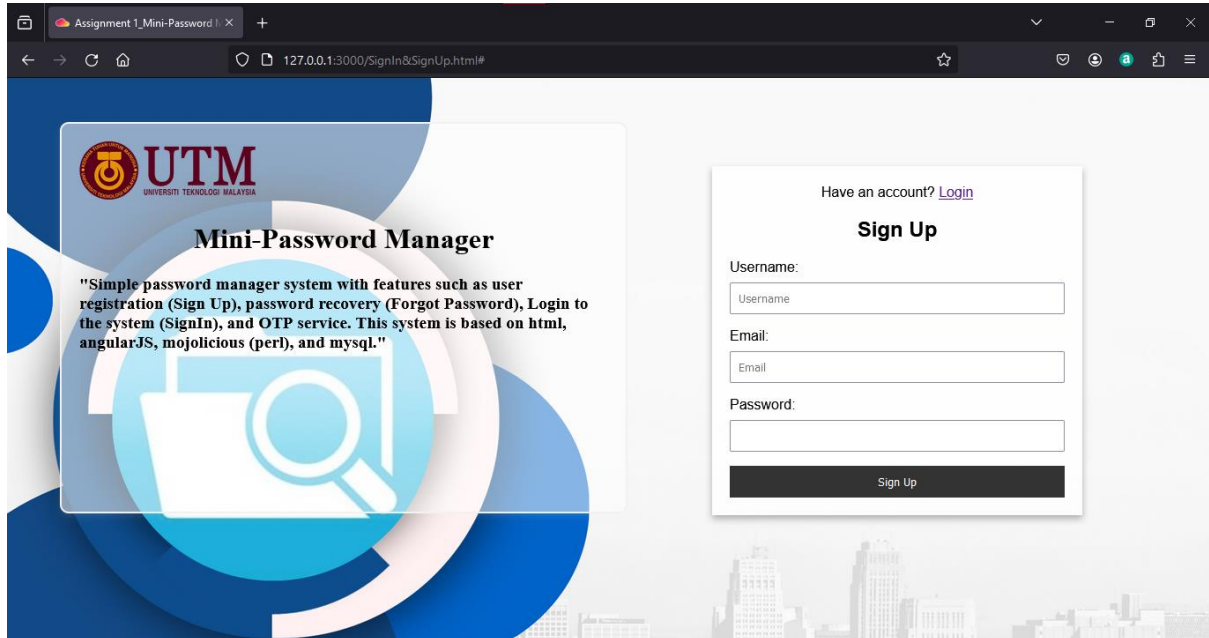 Assignment 1_Mini-Password M
127.0.0.1:3000/SignIn&SignUp.html#
a
UTM
UNIVERSITI TEKNOLOGI MALAYSIA
Mini-Password Manager
"Simple password manager system with features such as user
registration (Sign Up), password recovery (Forgot Password), Login to
the system (SignIn), and OTP service. This system is based on html,
angularJS, mojolicious (perl), and mysql."
Have an account? Login
Sign Up
Username:
Username
Email:
Email
Password:
Sign Up